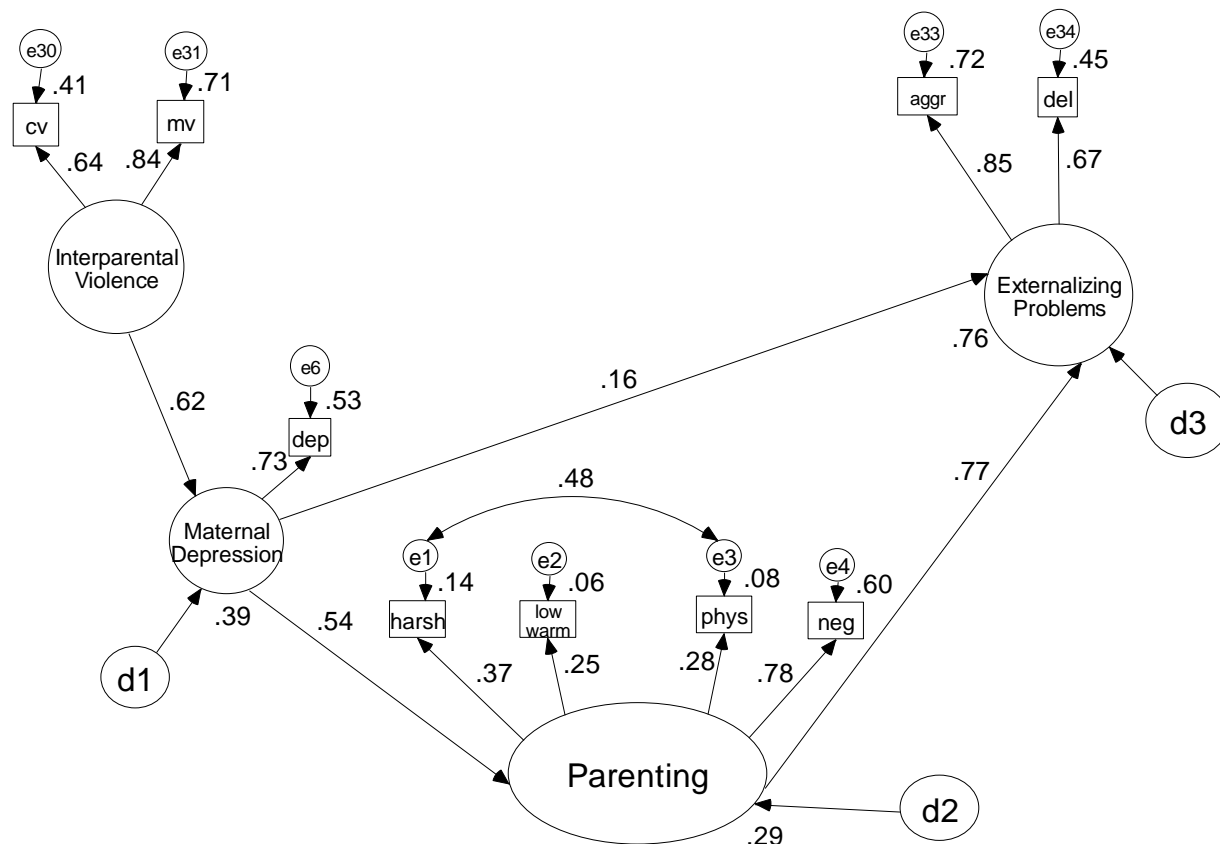 e30
e31
.41
.71
cv
mv
.64
.84
Interparental
Violence
e33
e34
.72
.45
aggr
del
.85
.67
Externalizing
Problems
.76
.62
e6
.53
dep
.73
.16
d3
.77
Maternal
Depression
.39
.54
d1
.48
e1
e2
e3
e4
.14
.06
.08
.60
harsh
low
warm
phys
neg
.37
.25
.28
.78
Parenting
d2
.29